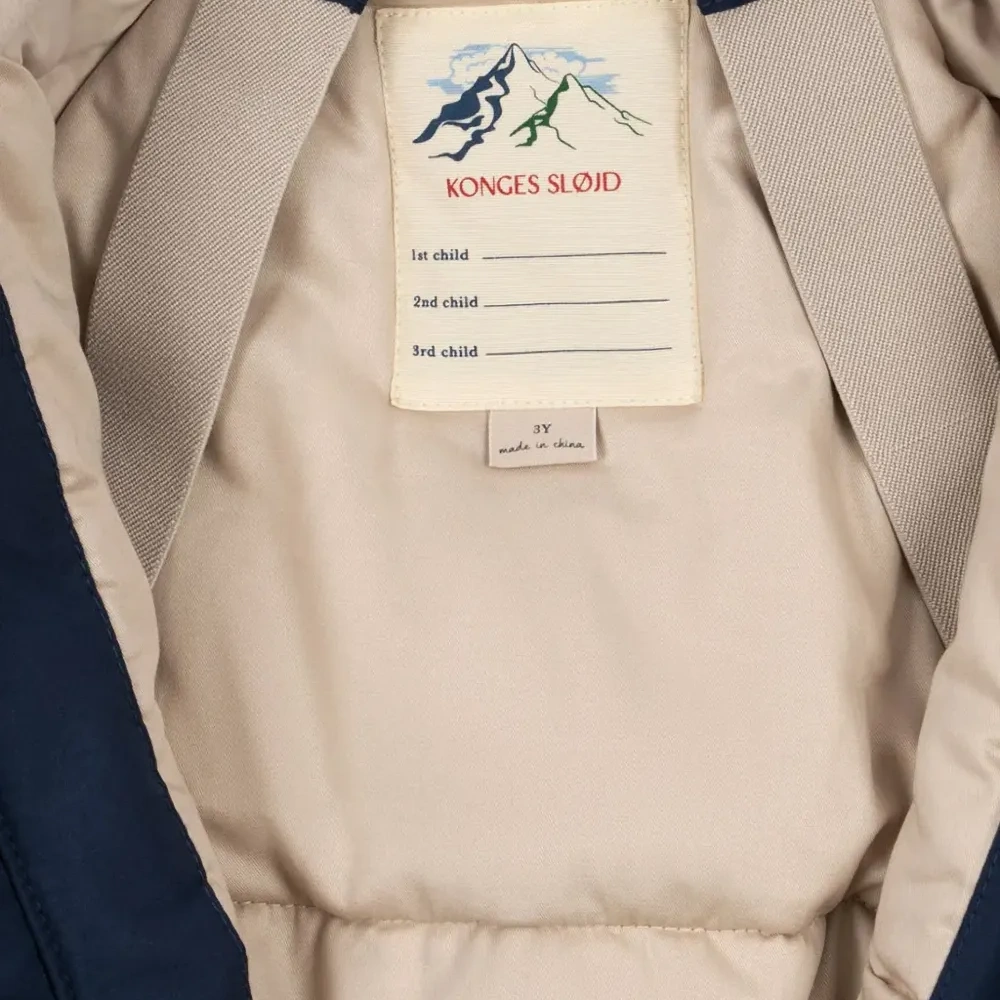 KONGES SLØJD
1st child
2nd child
3rd child
3Y
made in china